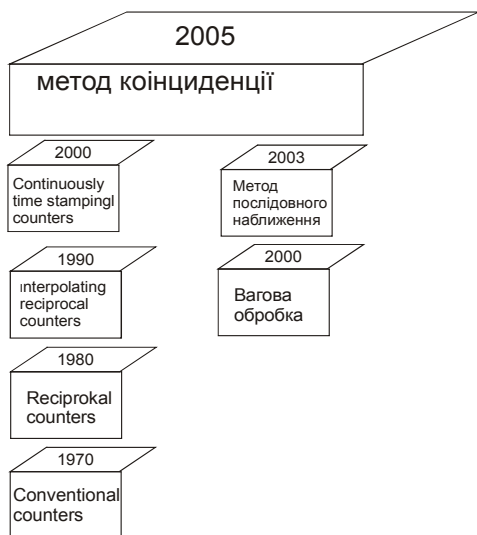 2005
метод коінциденції
2000
Continuously
time stampingl
counters
2003
Метод
послідовного
наближення
1990
ınterpolating
reciprocal
counters
2000
Вагова
обробка
1980
Reciprokal
counters
1970
Conventional
counters